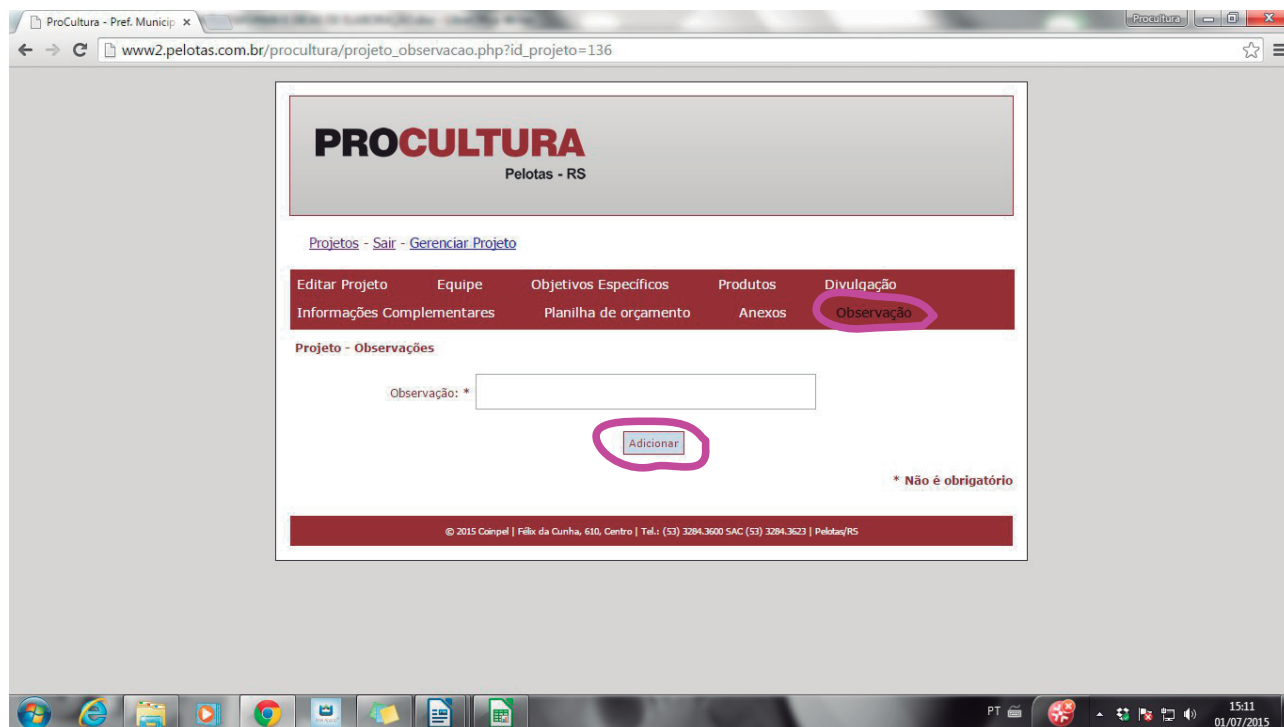 ProCultura - Pref. Municip
Procultura
www2.pelotas.com.br/procultura/projeto_observacao.php?id_projeto=136
PROCULTURA
Pelotas - RS
Projetos - Sair - Gerenciar Projeto
Editar Projeto Equipe Objetivos Específicos Produtos Divulgação
Informações Complementares Planilha de orçamento Anexos Observação
Projeto - Observações
Observação: *
Adicionar
* Não é obrigatório
© 2015 Coinpel | Félix da Cunha, 610, Centro | Tel.: (53) 3284.3600 SAC (53) 3284.3623 | Pelotas/RS
PT
15:11
01/07/2015